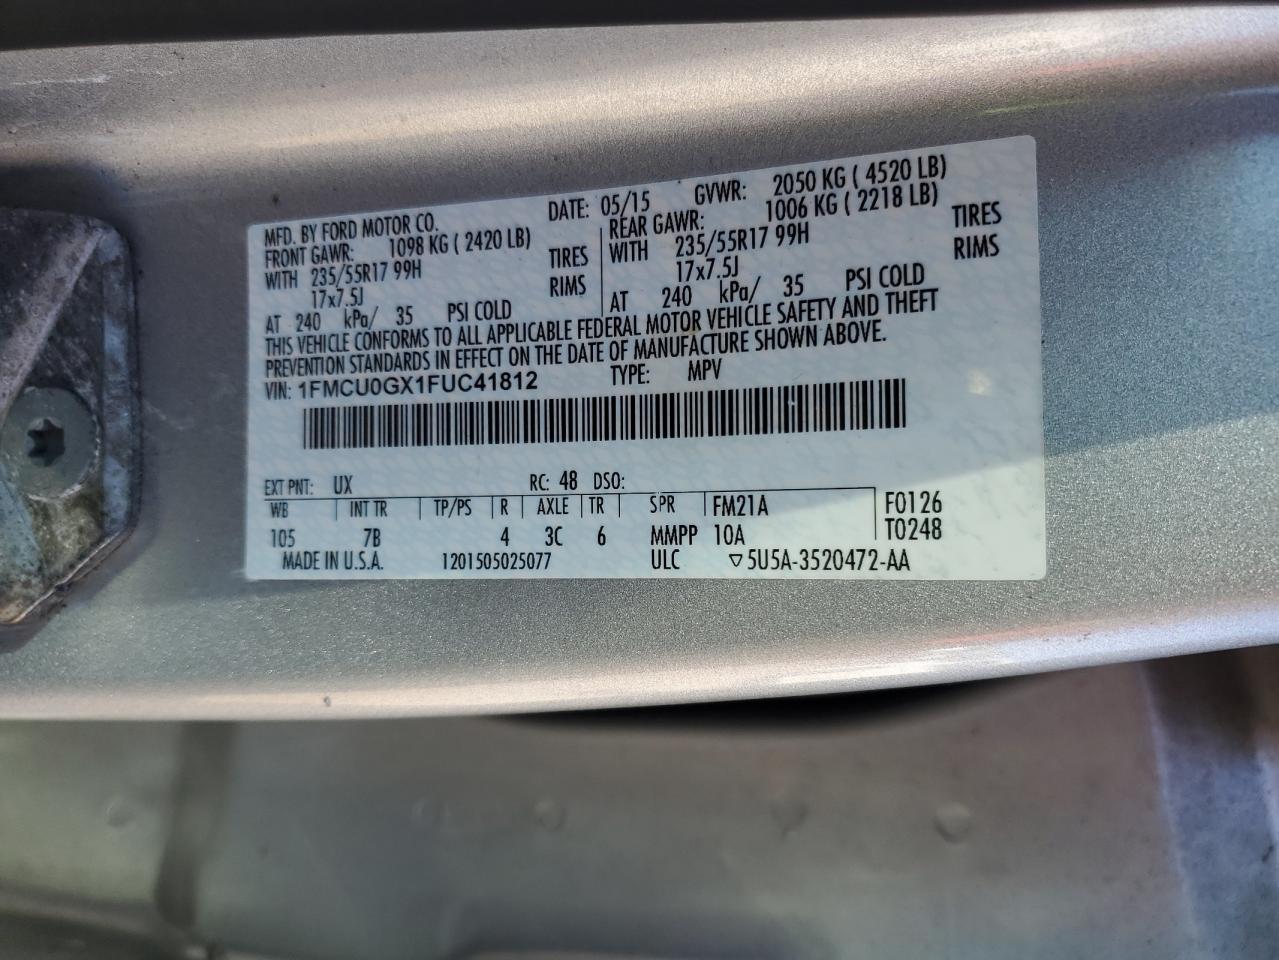 MFD. BY FORD MOTOR CO. DATE: 05/15 GVWR: 2050 KG ( 4520 LB)
FRONT GAWR: 1098 KG ( 2420 LB)
WITH 235/55R17 99H TIRES
17x7.5J RIMS
AT 240 kPa/ 35 PSI COLD
REAR GAWR: 1006 KG ( 2218 LB)
WITH 235/55R17 99H TIRES
17x7.5J RIMS
AT 240 kPa/ 35 PSI COLD
THIS VEHICLE CONFORMS TO ALL APPLICABLE FEDERAL MOTOR VEHICLE SAFETY AND THEFT
PREVENTION STANDARDS IN EFFECT ON THE DATE OF MANUFACTURE SHOWN ABOVE.
VIN: 1FMCU0GX1FUC41812 TYPE: MPV
EXT PNT: UX RC: 48 DSO:
WB INT TR TP/PS R AXLE TR SPR FM21A F0126
105 7B 4 3C 6 MMPP 10A T0248
MADE IN U.S.A. 1201505025077 ULC ▽5U5A-3520472-AA